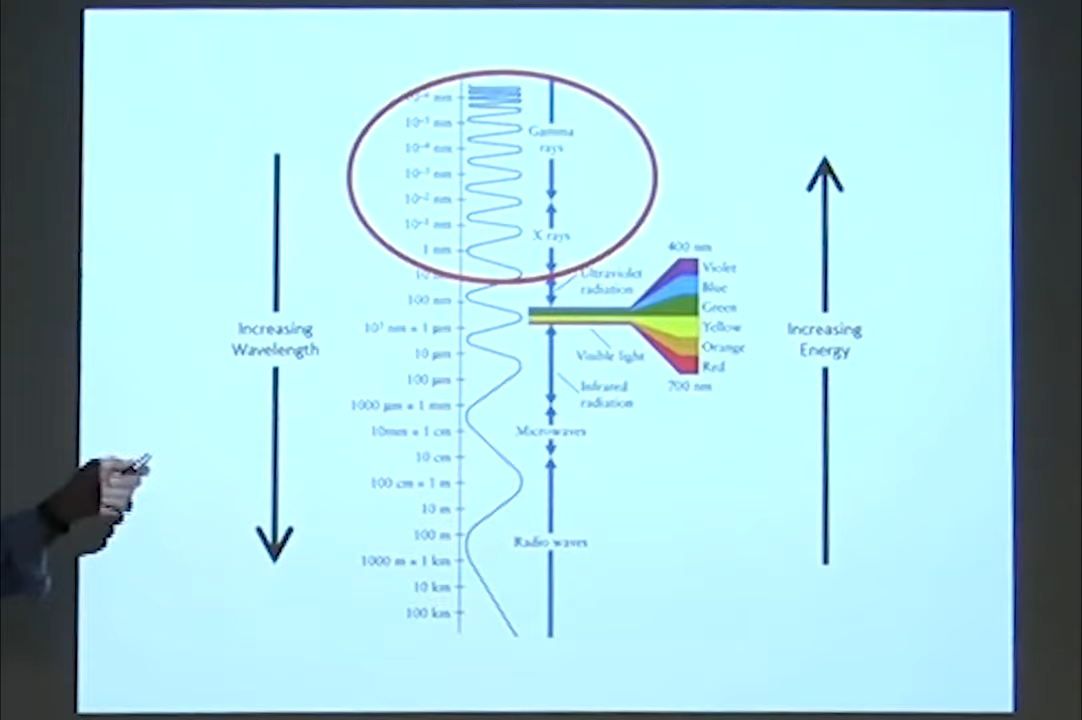 10⁻⁶ nm
10⁻⁵ nm
10⁻⁴ nm
10⁻³ nm
10⁻² nm
10⁻¹ nm
1 nm
10 nm
100 nm
10³ nm = 1 µm
10 µm
100 µm
1000 µm = 1 mm
10mm = 1 cm
10 cm
100 cm = 1 m
10 m
100 m
1000 m = 1 km
10 km
100 km
Gamma
rays
X rays
Ultraviolet
radiation
Visible light
Infrared
radiation
Microwaves
Radio waves
400 nm
Violet
Blue
Green
Yellow
Orange
Red
700 nm
Increasing
Wavelength
Increasing
Energy